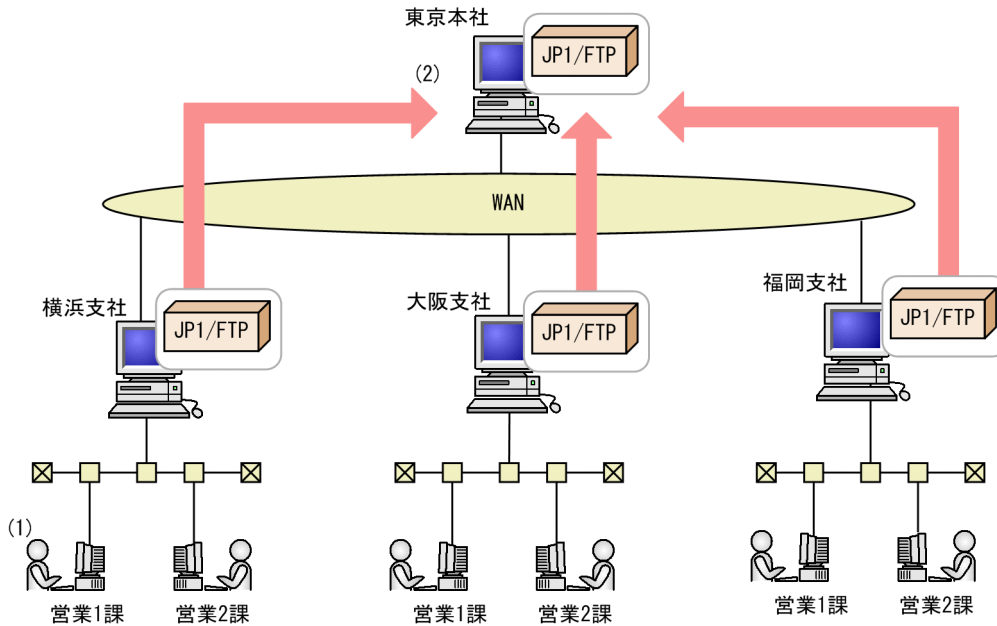 東京本社
JP1/FTP
(2)
WAN
横浜支社
JP1/FTP
大阪支社
JP1/FTP
福岡支社
JP1/FTP
(1)
営業1課
営業2課
営業1課
営業2課
営業1課
営業2課